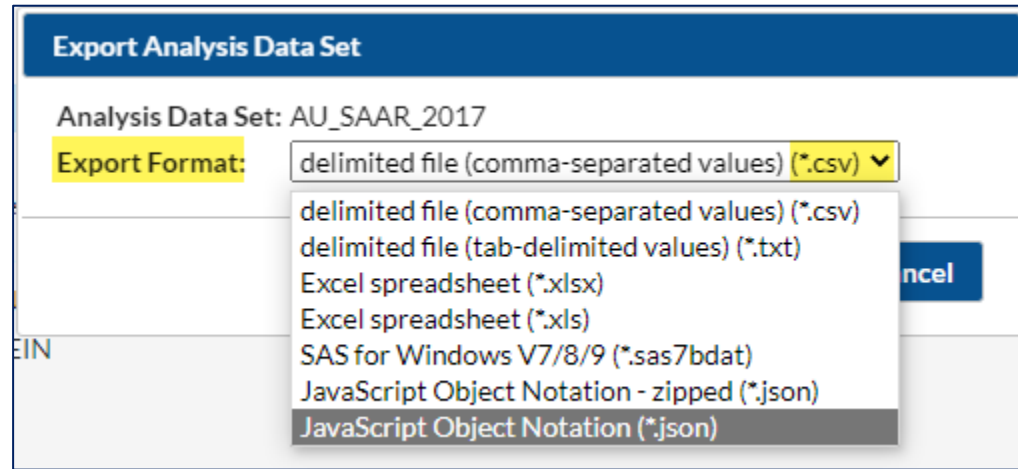 Export Analysis Data Set
Analysis Data Set: AU_SAAR_2017
Export Format: delimited file (comma-separated values) (*.csv)
delimited file (comma-separated values) (*.csv)
delimited file (tab-delimited values) (*.txt)
Excel spreadsheet (*.xlsx)
Excel spreadsheet (*.xls)
ncel
SAS for Windows V7/8/9 (*.sas7bdat)
EIN
JavaScript Object Notation - zipped (*.json)
JavaScript Object Notation (*.json)